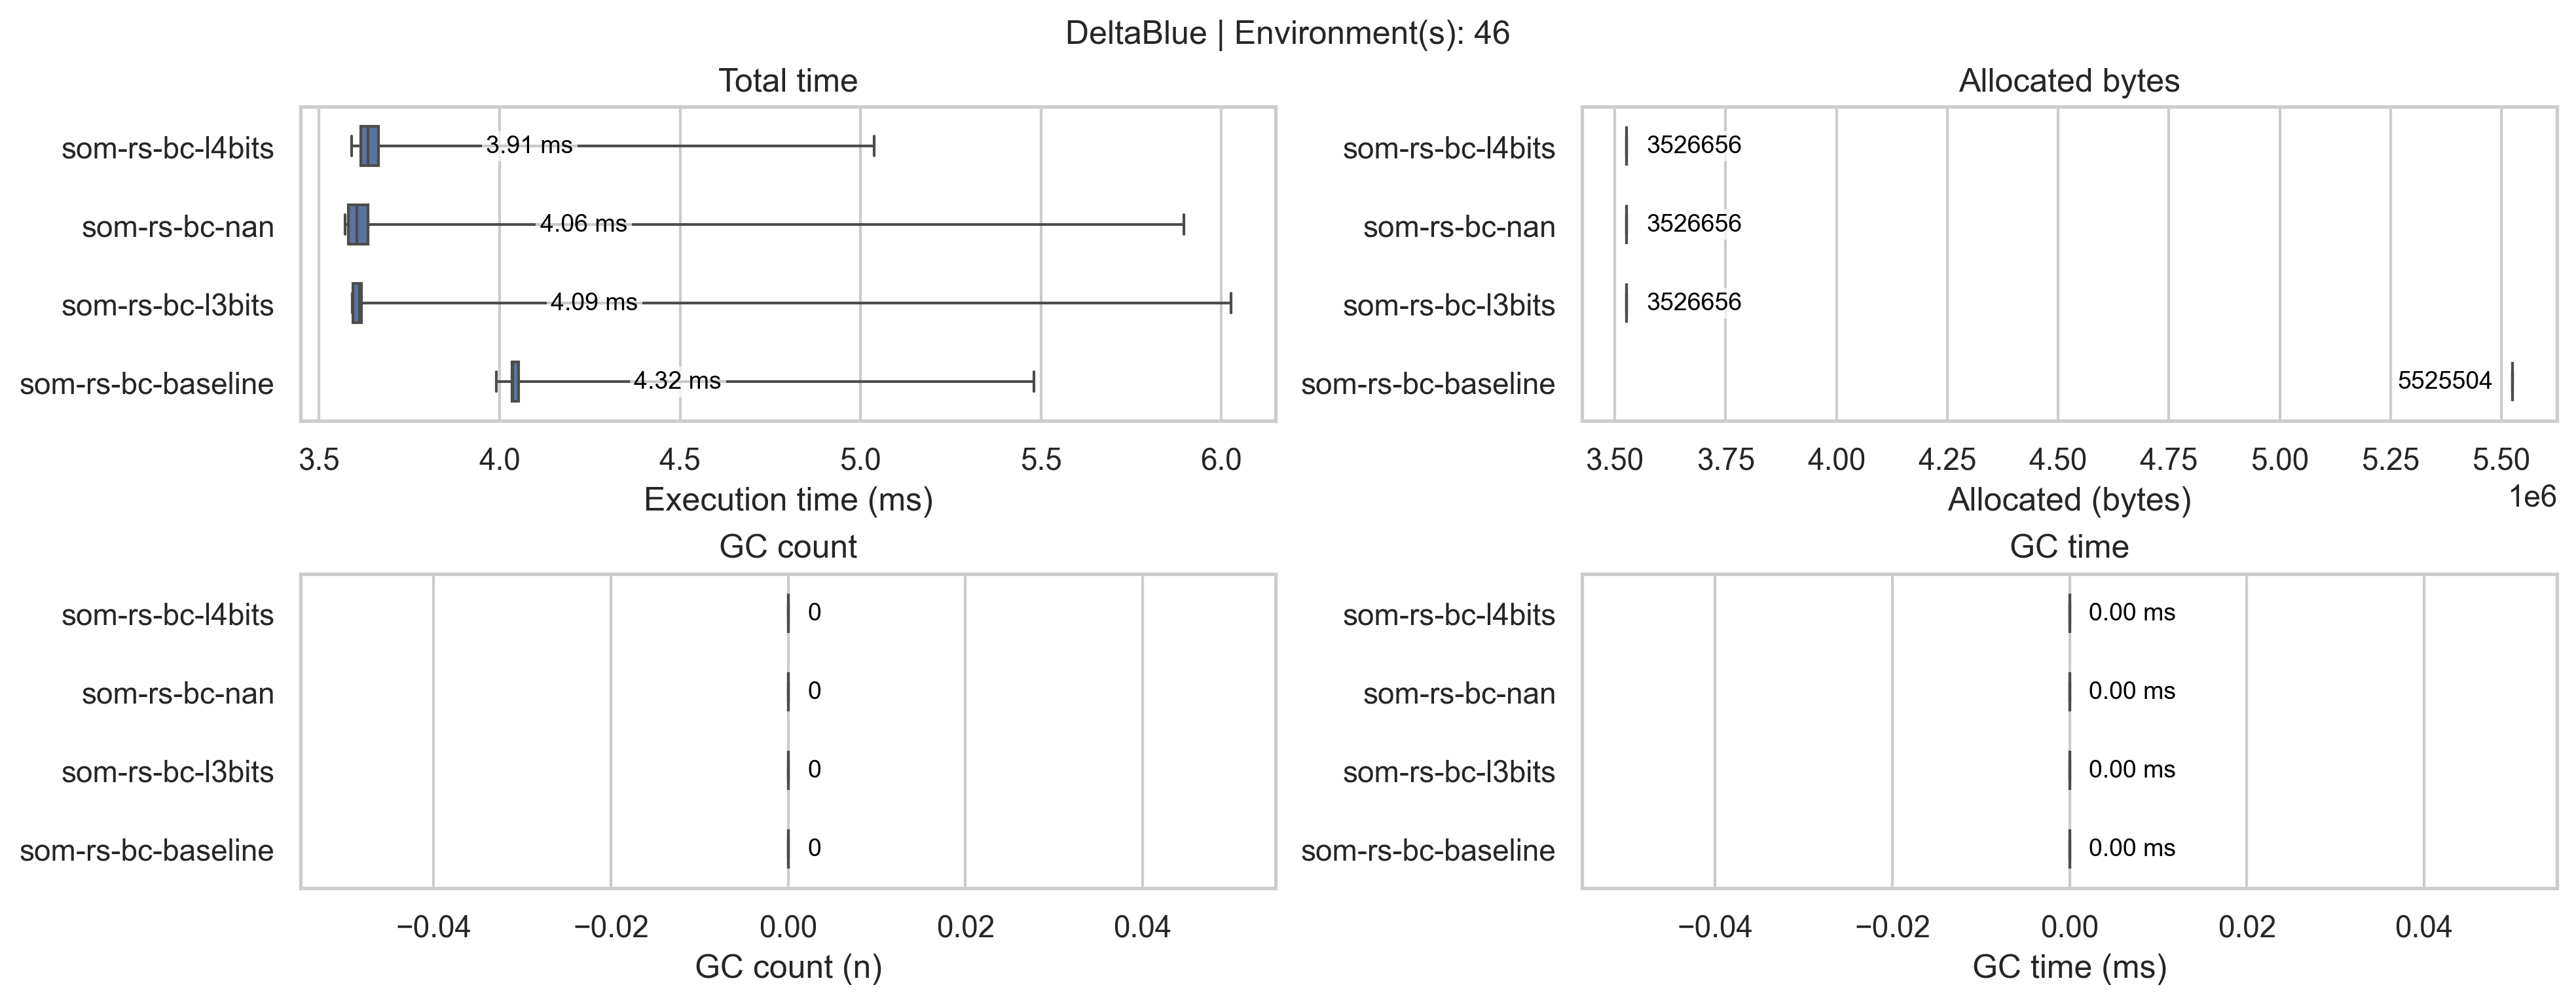 DeltaBlue | Environment(s): 46
Total time
som-rs-bc-l4bits
3.91 ms
som-rs-bc-nan
4.06 ms
som-rs-bc-l3bits
4.09 ms
som-rs-bc-baseline
4.32 ms
3.5 4.0 4.5 5.0 5.5 6.0
Execution time (ms)
Allocated bytes
som-rs-bc-l4bits
3526656
som-rs-bc-nan
3526656
som-rs-bc-l3bits
3526656
som-rs-bc-baseline
5525504
3.50 3.75 4.00 4.25 4.50 4.75 5.00 5.25 5.50
1e6
Allocated (bytes)
GC count
som-rs-bc-l4bits
0
som-rs-bc-nan
0
som-rs-bc-l3bits
0
som-rs-bc-baseline
0
−0.04 −0.02 0.00 0.02 0.04
GC count (n)
GC time
som-rs-bc-l4bits
0.00 ms
som-rs-bc-nan
0.00 ms
som-rs-bc-l3bits
0.00 ms
som-rs-bc-baseline
0.00 ms
−0.04 −0.02 0.00 0.02 0.04
GC time (ms)